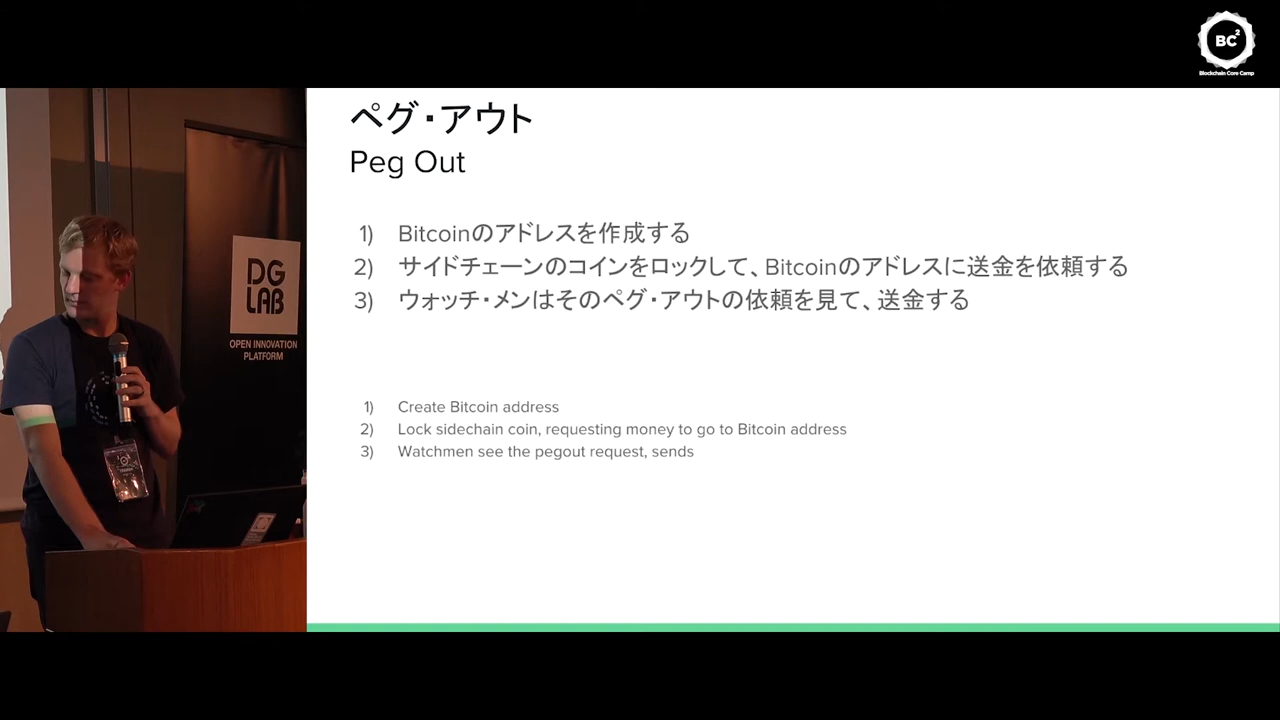 BC2
Blockchain Core Camp
ペグ・アウト
Peg Out
1) Bitcoinのアドレスを作成する
2) サイドチェーンのコインをロックして、Bitcoinのアドレスに送金を依頼する
3) ウォッチ・メンはそのペグ・アウトの依頼を見て、送金する
1) Create Bitcoin address
2) Lock sidechain coin, requesting money to go to Bitcoin address
3) Watchmen see the pegout request, sends
DG
LAB
OPEN INNOVATION
PLATFORM